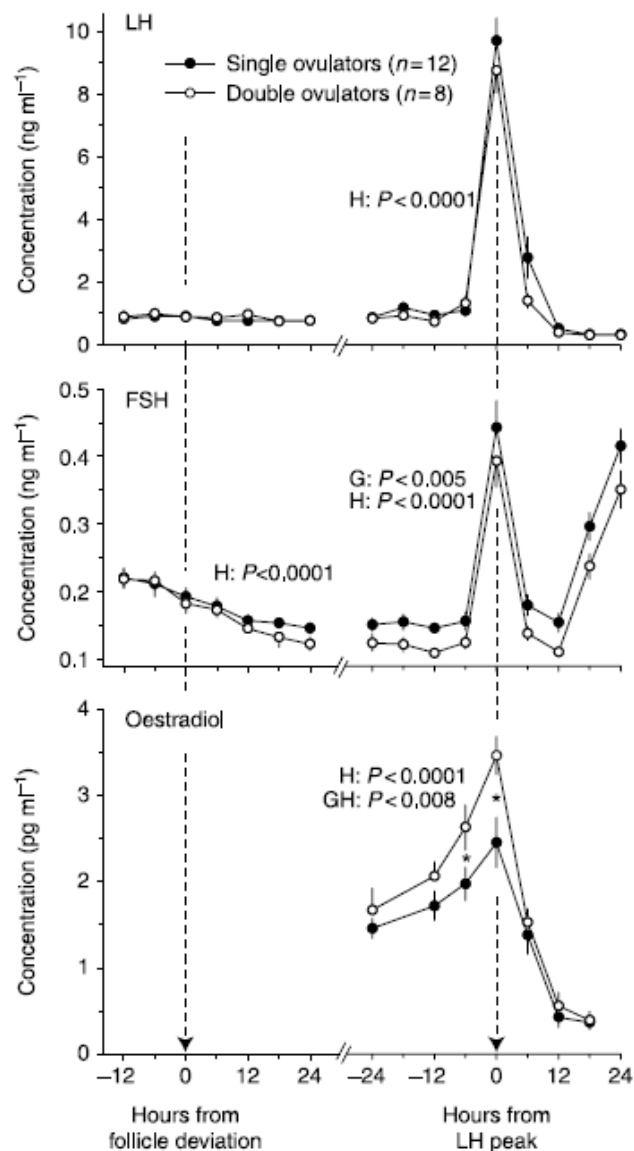 LH
Single ovulators (n=12)
Double ovulators (n=8)
Concentration (ng ml⁻¹)
10
8
6
4
2
0
H: P<0.0001
FSH
Concentration (ng ml⁻¹)
0.5
0.4
0.3
0.2
0.1
H: P<0.0001
G: P<0.005
H: P<0.0001
Oestradiol
Concentration (pg ml⁻¹)
4
3
2
1
0
H: P<0.0001
GH: P<0.008
*
*
−12 0 12 24 −24 −12 0 12 24
Hours from
follicle deviation
Hours from
LH peak